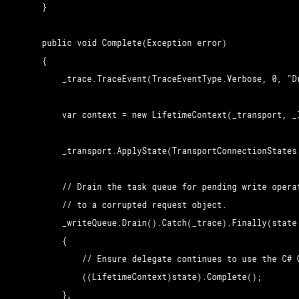 }
public void Complete(Exception error)
{
_trace.TraceEvent(TraceEventType.Verbose, 0, "D
var context = new LifetimeContext(_transport, _
_transport.ApplyState(TransportConnectionStates
// Drain the task queue for pending write operat
// to a corrupted request object.
_writeQueue.Drain().Catch(_trace).Finally(state
{
// Ensure delegate continues to use the C# C
((LifetimeContext)state).Complete();
},